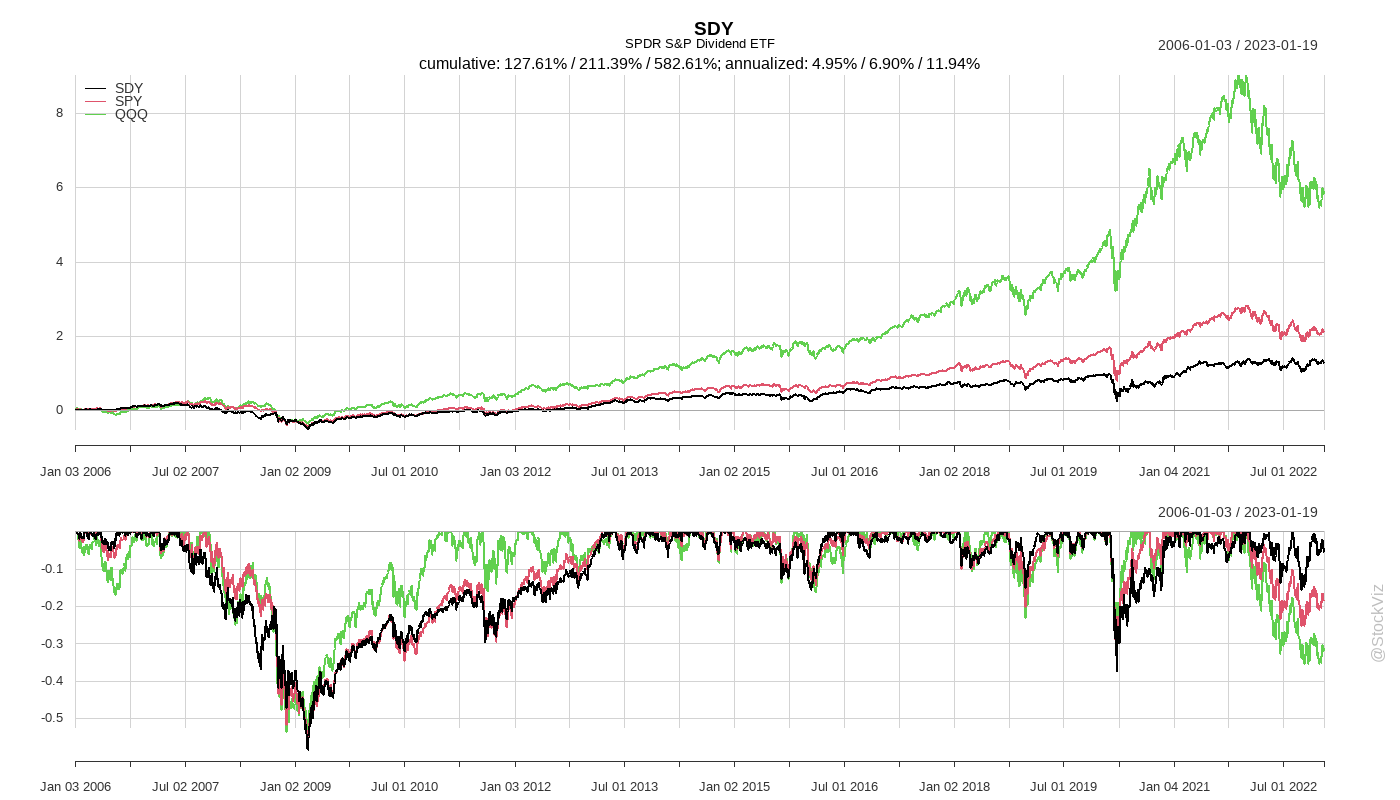 SDY
SPDR S&P Dividend ETF
2006-01-03 / 2023-01-19
cumulative: 127.61% / 211.39% / 582.61%; annualized: 4.95% / 6.90% / 11.94%
SDY
SPY
QQQ
8
6
4
2
0
Jan 03 2006 Jul 02 2007 Jan 02 2009 Jul 01 2010 Jan 03 2012 Jul 01 2013 Jan 02 2015 Jul 01 2016 Jan 02 2018 Jul 01 2019 Jan 04 2021 Jul 01 2022
2006-01-03 / 2023-01-19
-0.1
-0.2
-0.3
-0.4
-0.5
Jan 03 2006 Jul 02 2007 Jan 02 2009 Jul 01 2010 Jan 03 2012 Jul 01 2013 Jan 02 2015 Jul 01 2016 Jan 02 2018 Jul 01 2019 Jan 04 2021 Jul 01 2022
@StockViz